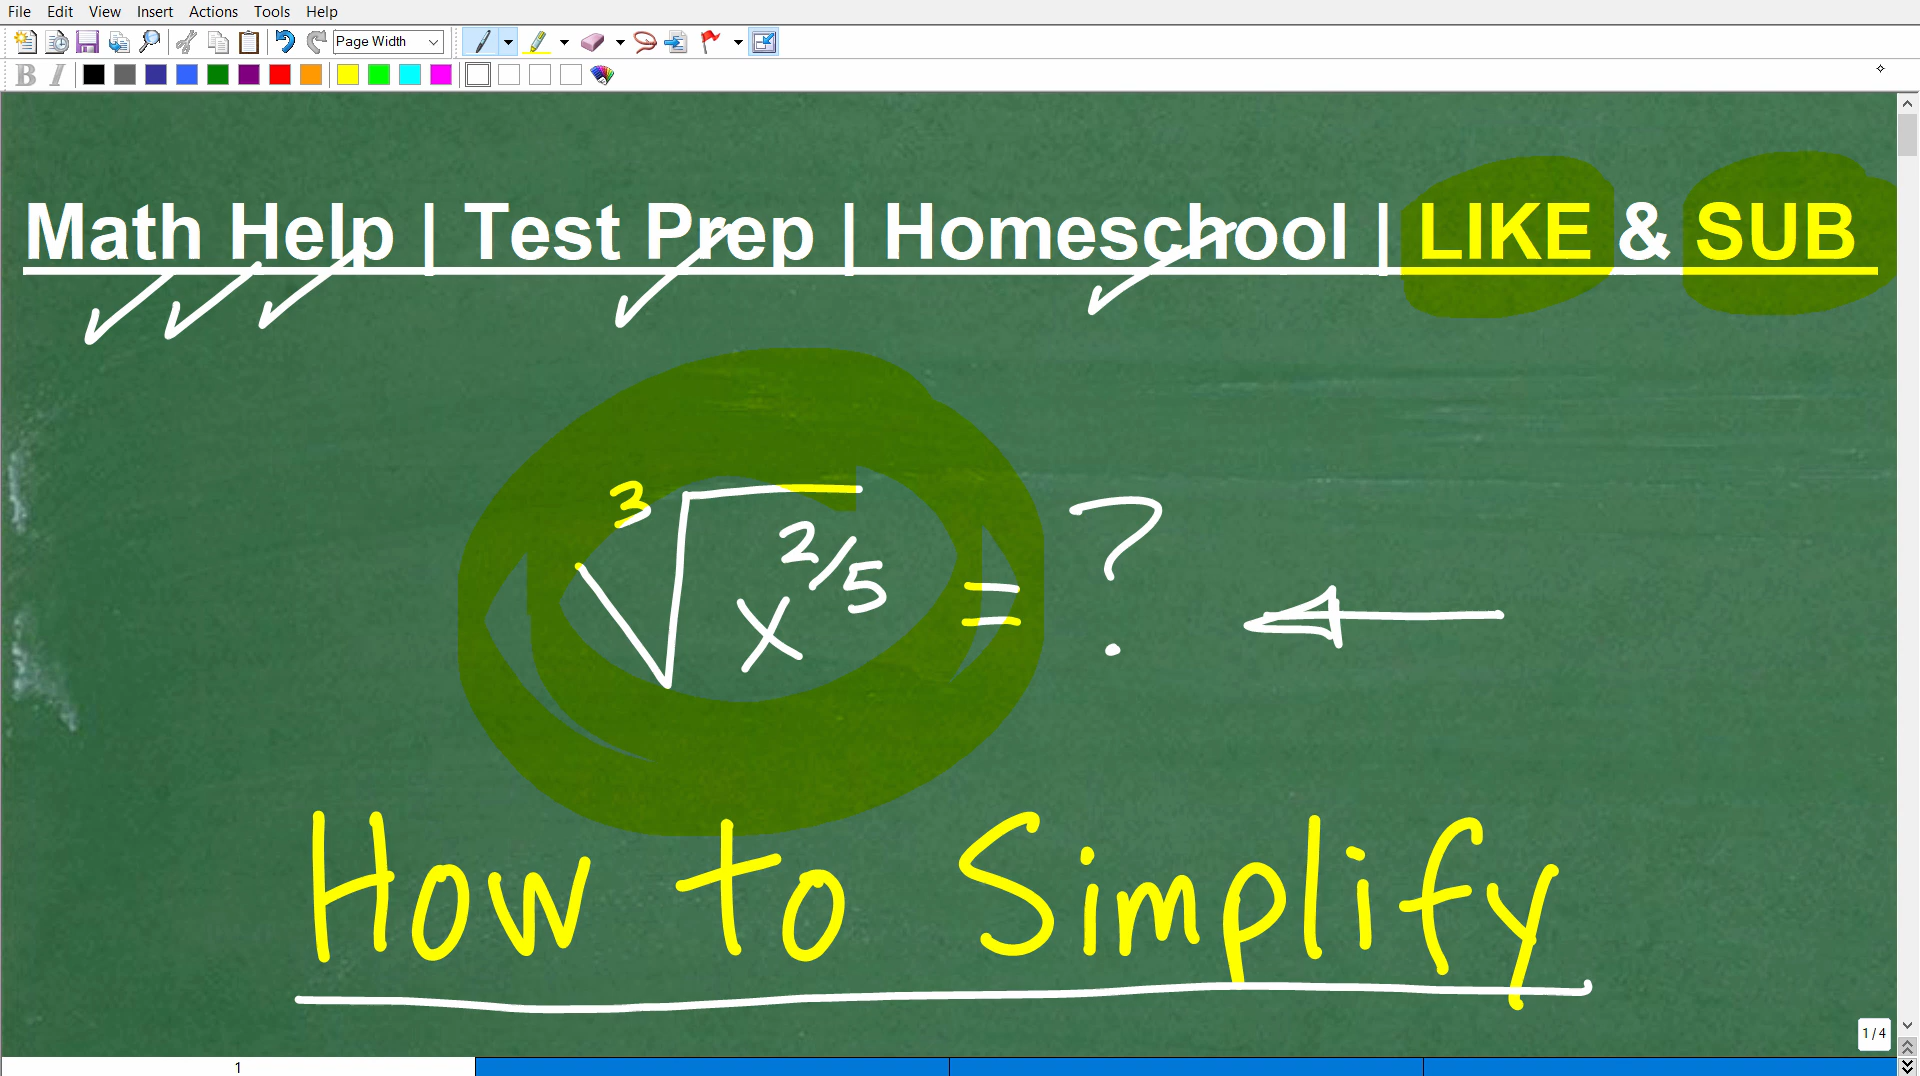 File Edit View Insert Actions Tools Help
Page Width
B I
Math Help | Test Prep | Homeschool | LIKE & SUB
∛x^2/5 = ?
How to Simplify
1 / 4
1